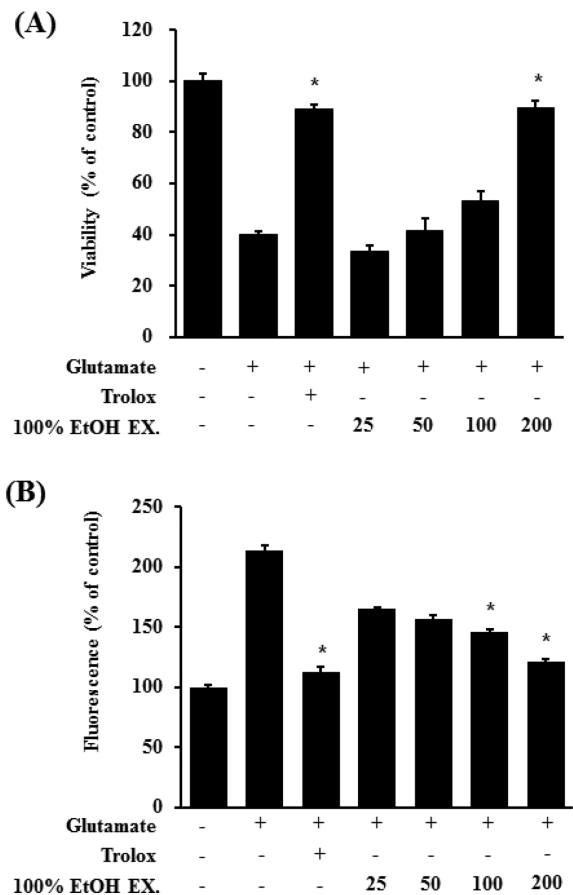 (A)
Viability (% of control)
120
100
80
60
40
20
0
* *
Glutamate - + + + + + +
Trolox - - + - - - -
100% EtOH EX. - - - 25 50 100 200
(B)
Fluorescence (% of control)
250
200
150
100
50
0
* * *
Glutamate - + + + + + +
Trolox - - + - - - -
100% EtOH EX. - - - 25 50 100 200